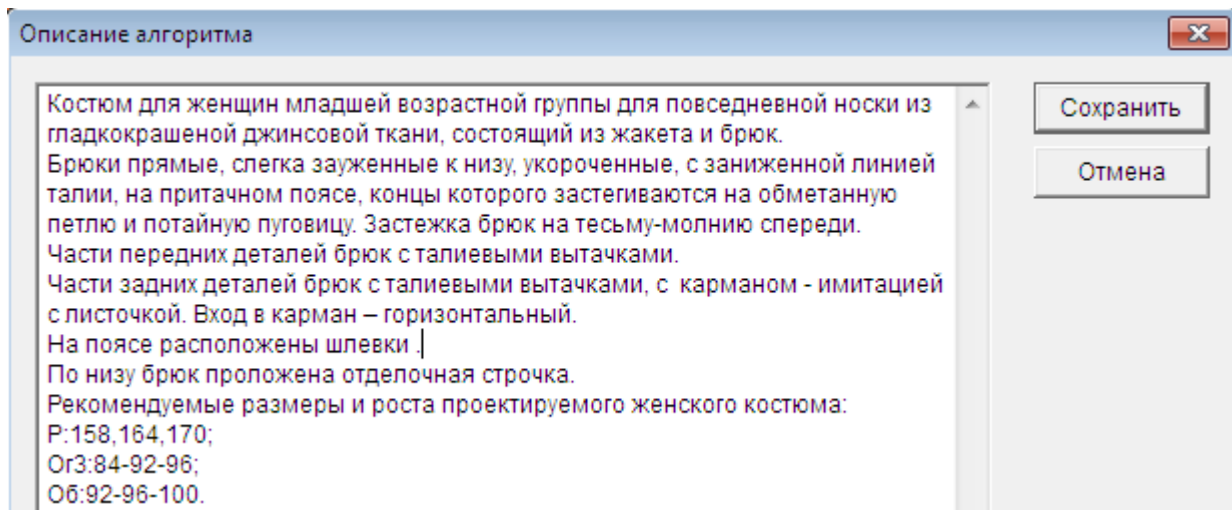 Описание алгоритма
Костюм для женщин младшей возрастной группы для повседневной носки из
гладкокрашеной джинсовой ткани, состоящий из жакета и брюк.
Брюки прямые, слегка зауженные к низу, укороченные, с заниженной линией
талии, на притачном поясе, концы которого застегиваются на обметанную
петлю и потайную пуговицу. Застежка брюк на тесьму-молнию спереди.
Части передних деталей брюк с талиевыми вытачками.
Части задних деталей брюк с талиевыми вытачками, с  карманом - имитацией
с листочкой. Вход в карман – горизонтальный.
На поясе расположены шлевки .
По низу брюк проложена отделочная строчка.
Рекомендуемые размеры и роста проектируемого женского костюма:
Р:158,164,170;
Ог3:84-92-96;
Об:92-96-100.
Сохранить
Отмена